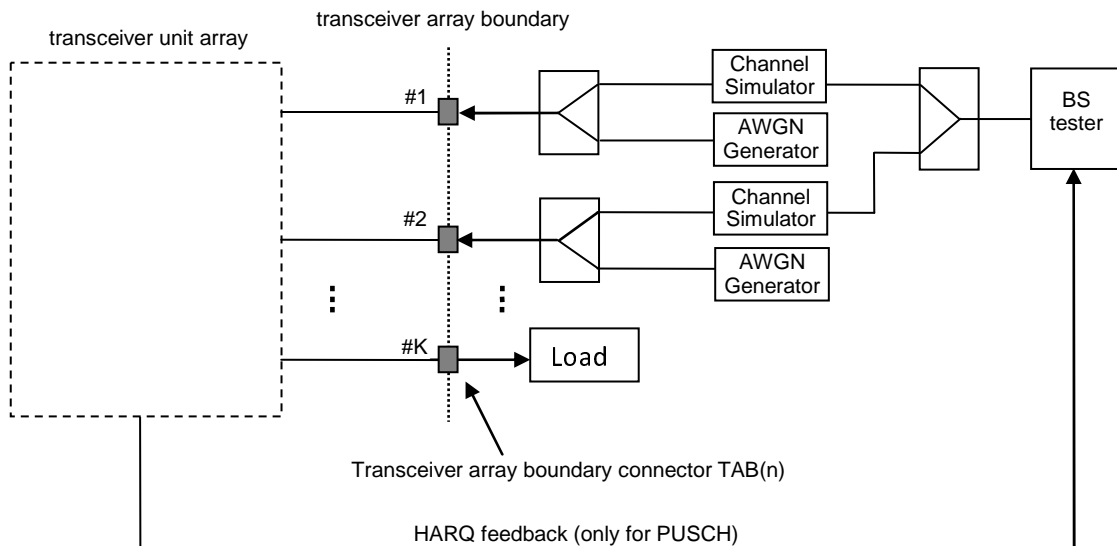 transceiver array boundary
transceiver unit array
#1
Channel
Simulator
AWGN
Generator
BS
tester
#2
Channel
Simulator
AWGN
Generator
#K
Load
Transceiver array boundary connector TAB(n)
HARQ feedback (only for PUSCH)